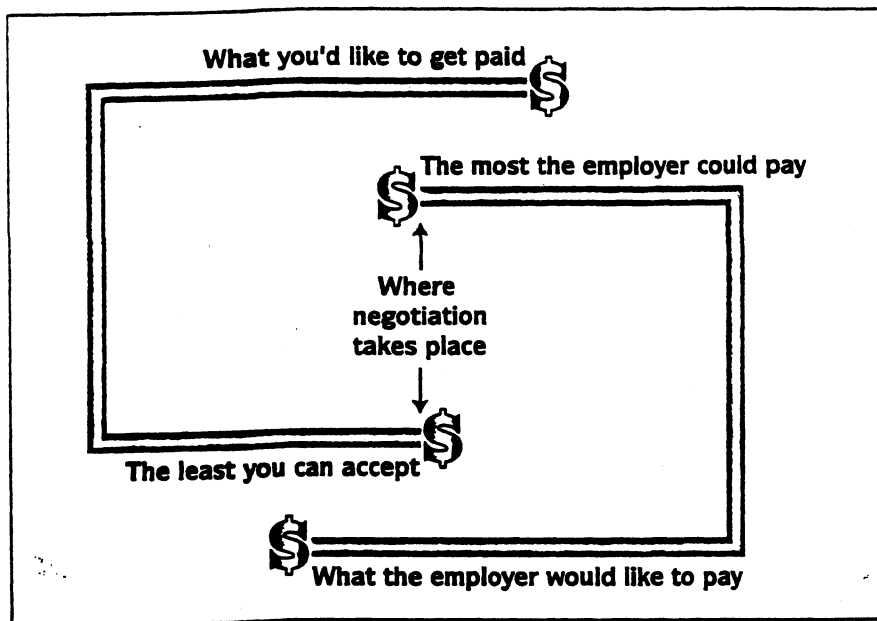 What you'd like to get paid
$
The most the employer could pay
$
Where
negotiation
takes place
$
The least you can accept
$
What the employer would like to pay